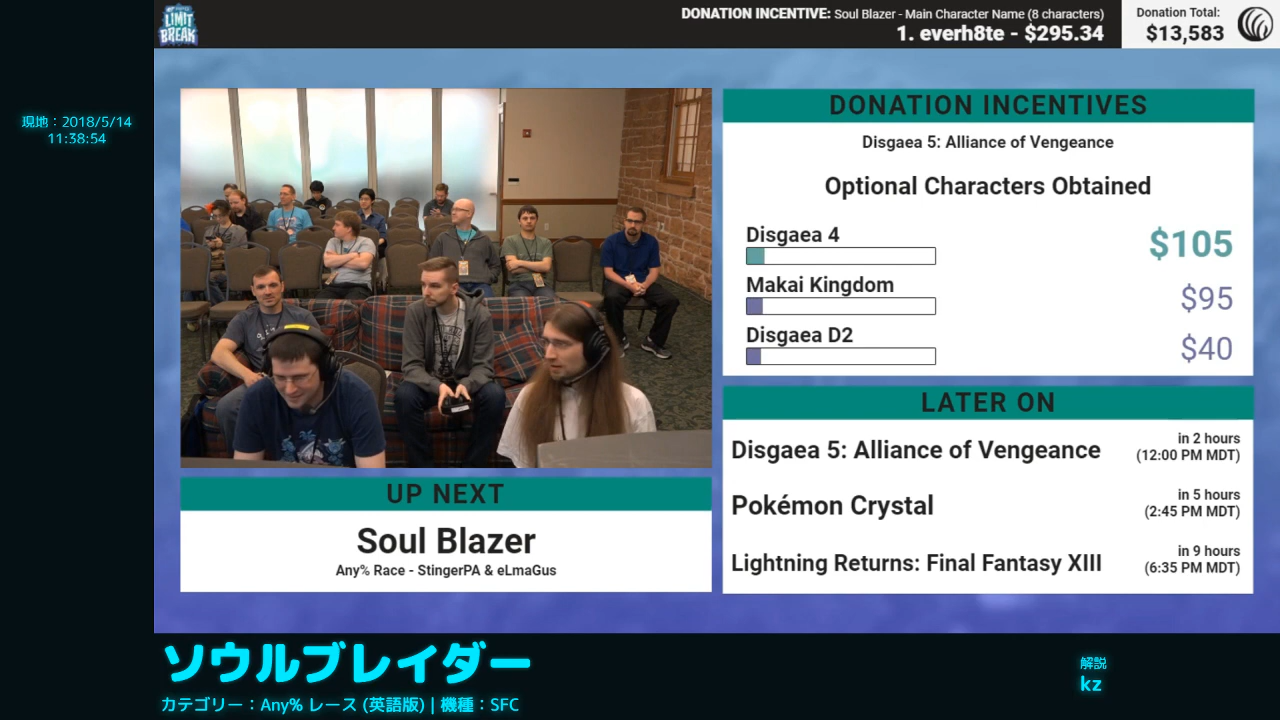 LIMIT
BREAK
DONATION INCENTIVE: Soul Blazer - Main Character Name (8 characters)
1. everh8te - $295.34
Donation Total:
$13,583
現地：2018/5/14
11:38:54
DONATION INCENTIVES
Disgaea 5: Alliance of Vengeance
Optional Characters Obtained
Disgaea 4
$105
Makai Kingdom
$95
Disgaea D2
$40
LATER ON
Disgaea 5: Alliance of Vengeance
in 2 hours
(12:00 PM MDT)
Pokémon Crystal
in 5 hours
(2:45 PM MDT)
Lightning Returns: Final Fantasy XIII
in 9 hours
(6:35 PM MDT)
UP NEXT
Soul Blazer
Any% Race - StingerPA & eLmaGus
ソウルブレイダー
カテゴリー：Any% レース (英語版) | 機種：SFC
解説
kz